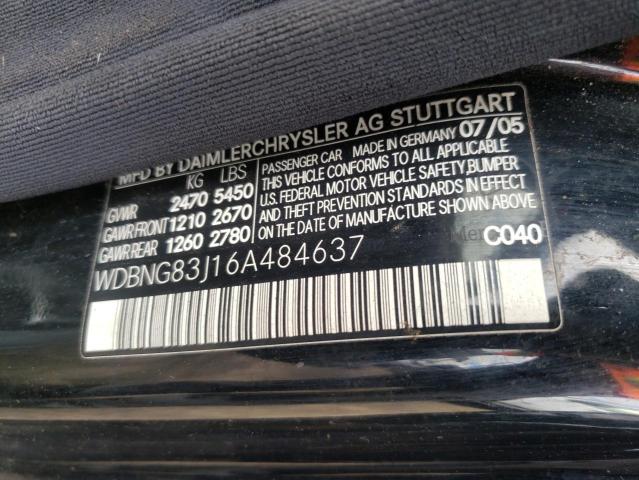 MFD BY DAIMLERCHRYSLER AG STUTTGART
KG LBS
GVWR 2470 5450
GAWR FRONT 1210 2670
GAWR REAR 1260 2780
PASSENGER CAR MADE IN GERMANY 07/05
THIS VEHICLE CONFORMS TO ALL APPLICABLE
U.S. FEDERAL MOTOR VEHICLE SAFETY, BUMPER
AND THEFT PREVENTION STANDARDS IN EFFECT
ON THE DATE OF MANUFACTURE SHOWN ABOVE.
C040
WDBNG83J16A484637